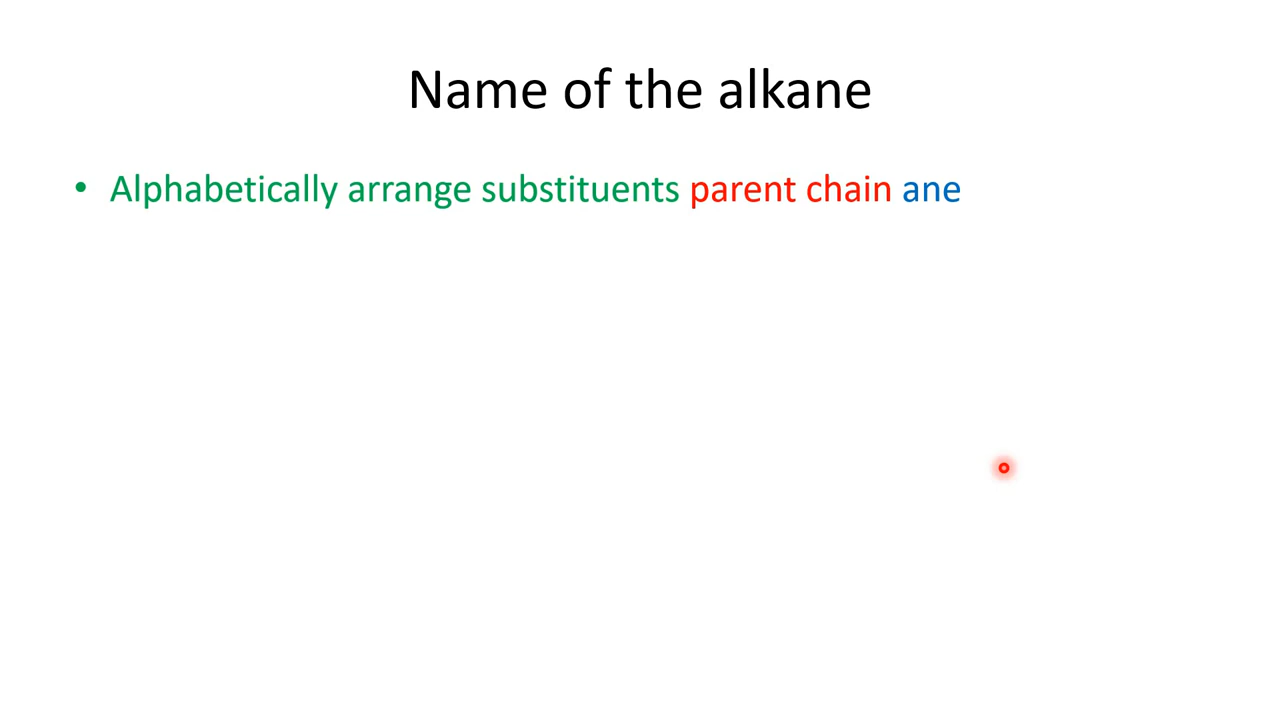 Name of the alkane
• Alphabetically arrange substituents parent chain ane